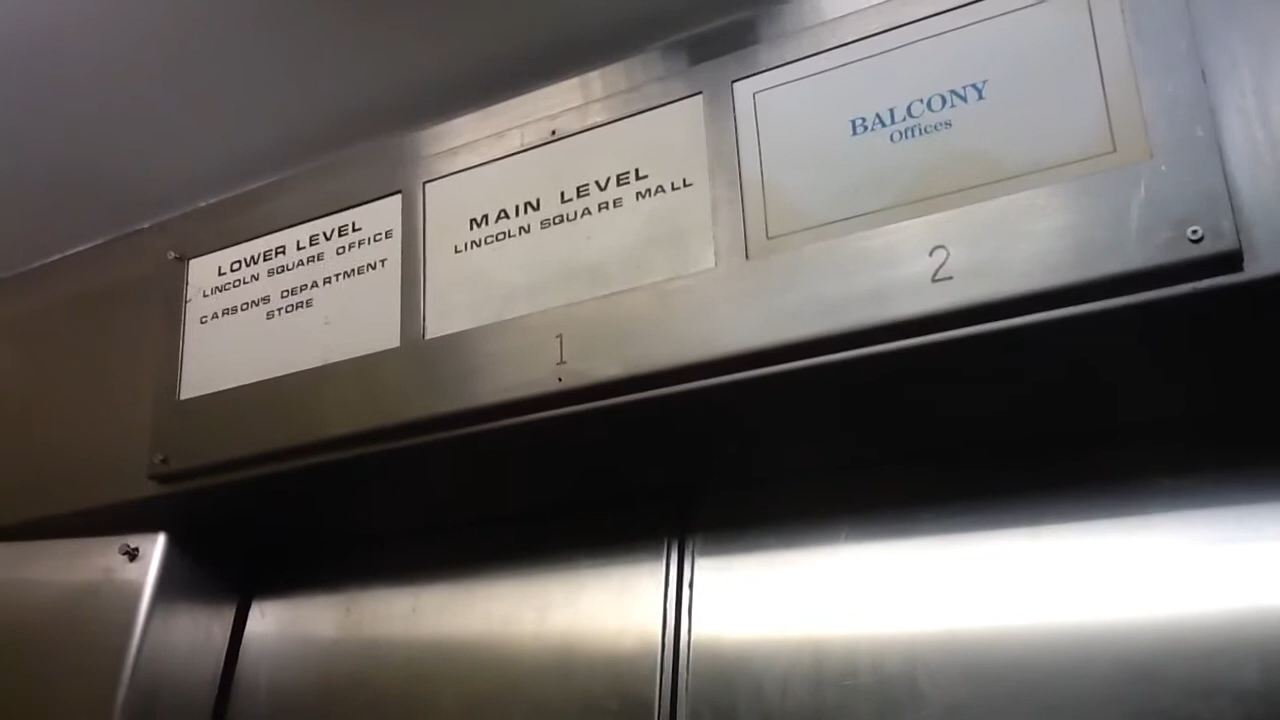 LOWER LEVEL
LINCOLN SQUARE OFFICE
CARSON'S DEPARTMENT
STORE
MAIN LEVEL
LINCOLN SQUARE MALL
1
BALCONY
Offices
2